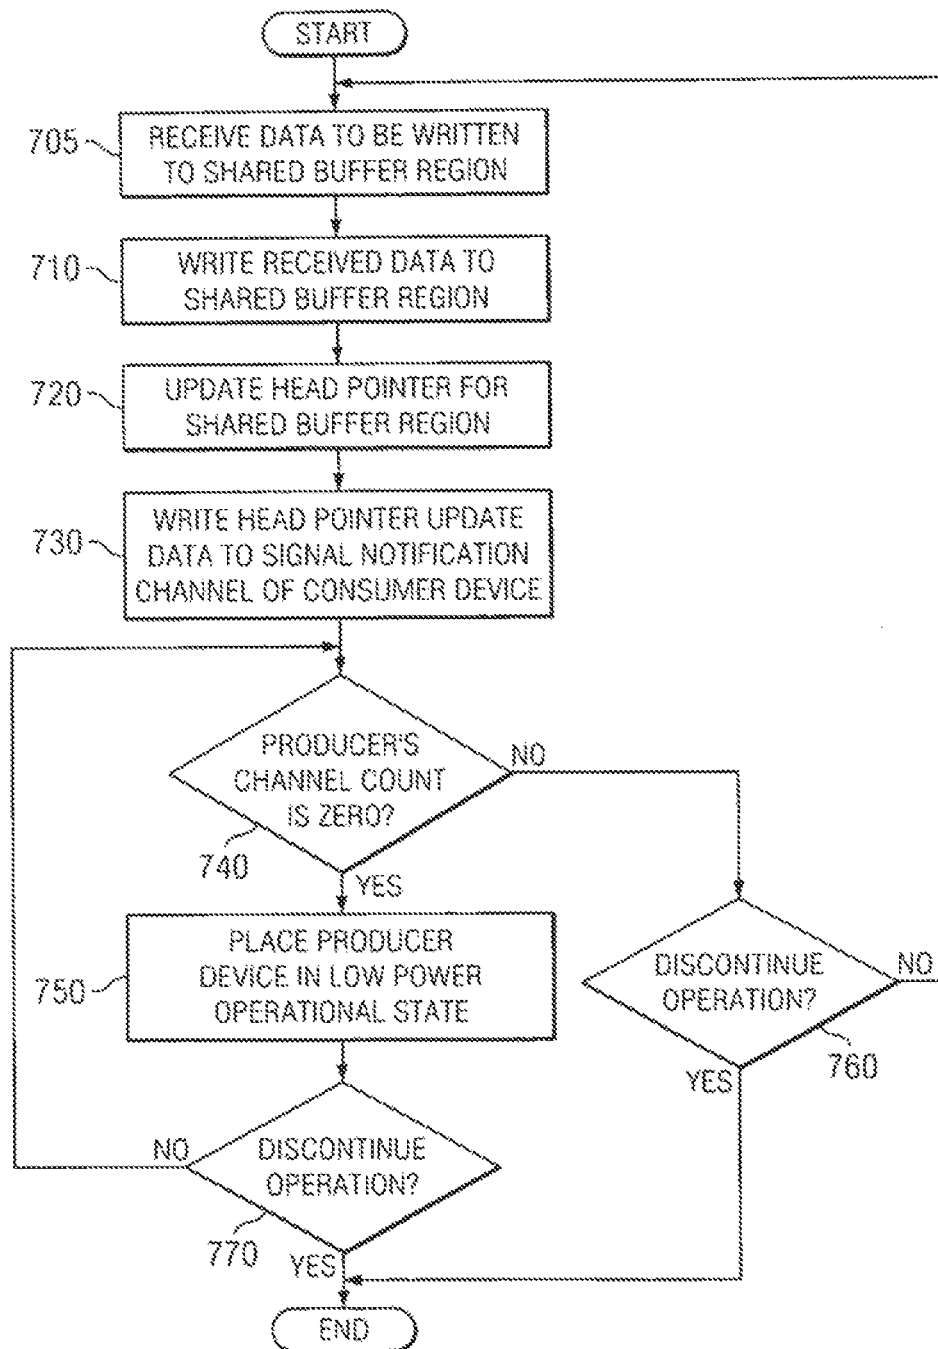 START
705
RECEIVE DATA TO BE WRITTEN
TO SHARED BUFFER REGION
710
WRITE RECEIVED DATA TO
SHARED BUFFER REGION
720
UPDATE HEAD POINTER FOR
SHARED BUFFER REGION
730
WRITE HEAD POINTER UPDATE
DATA TO SIGNAL NOTIFICATION
CHANNEL OF CONSUMER DEVICE
PRODUCER'S
CHANNEL COUNT
IS ZERO?
NO
740
YES
750
PLACE PRODUCER
DEVICE IN LOW POWER
OPERATIONAL STATE
DISCONTINUE
OPERATION?
NO
760
YES
NO
DISCONTINUE
OPERATION?
770
YES
END